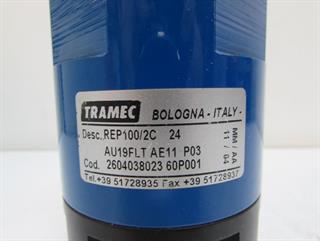 TRAMEC BOLOGNA - ITALY -
Desc. REP100/2C 24
AU19FLT AE11 P03
Cod. 2604038023 60P001
Tel.+39 51728935 Fax +39 51728937
MM / AA
11 / 04